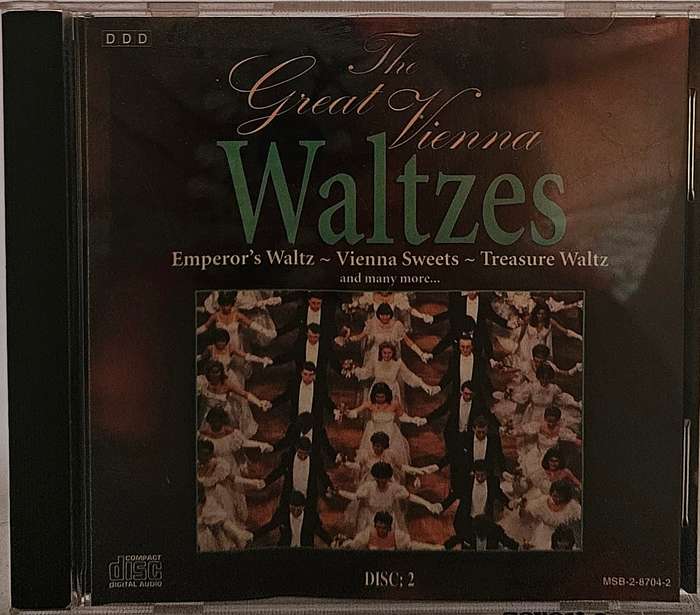 DDD
The
Great Vienna
Waltzes
Emperor's Waltz ~ Vienna Sweets ~ Treasure Waltz
and many more...
COMPACT
disc
DIGITAL AUDIO
DISC: 2
MSB-2-8704-2